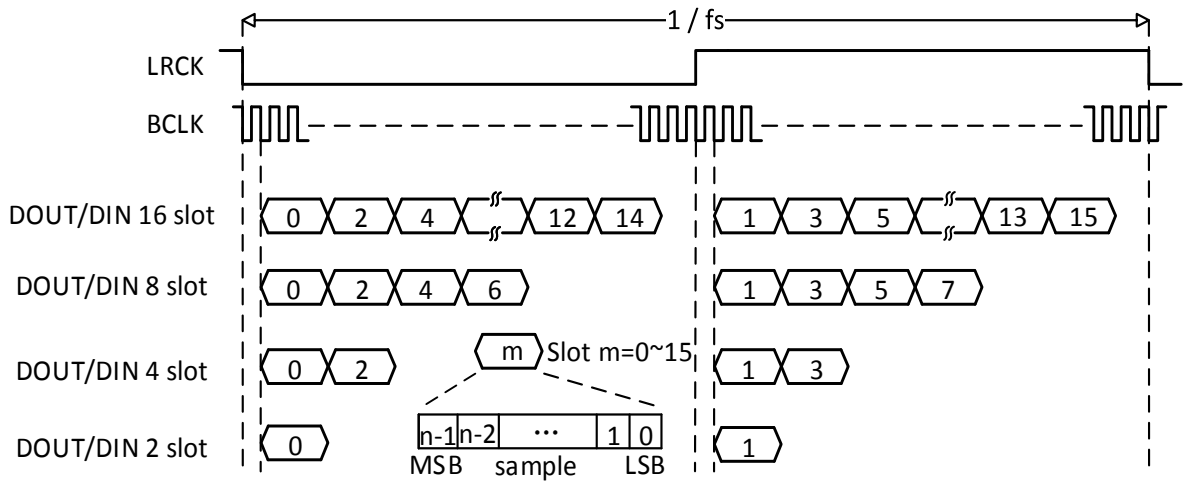 1 / fs
LRCK
BCLK
DOUT/DIN 16 slot 0 2 4 12 14 1 3 5 13 15
DOUT/DIN 8 slot 0 2 4 6 1 3 5 7
m Slot m=0~15
DOUT/DIN 4 slot 0 2 1 3
n-1 n-2 ... 1 0
DOUT/DIN 2 slot 0 1
MSB sample LSB